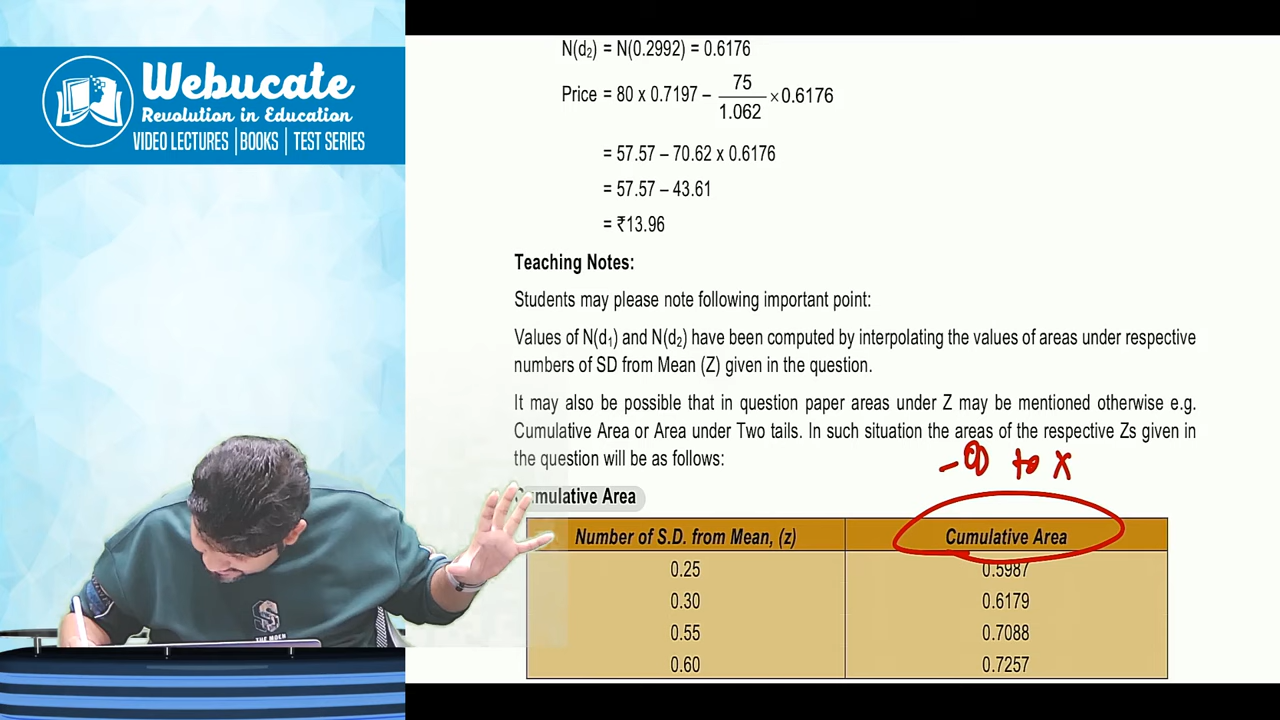 Webucate
Revolution in Education
VIDEO LECTURES | BOOKS | TEST SERIES
N(d₂) = N(0.2992) = 0.6176
Price = 80 x 0.7197 – 75/1.062 × 0.6176
= 57.57 – 70.62 x 0.6176
= 57.57 – 43.61
= ₹13.96
Teaching Notes:
Students may please note following important point:
Values of N(d₁) and N(d₂) have been computed by interpolating the values of areas under respective
numbers of SD from Mean (Z) given in the question.
It may also be possible that in question paper areas under Z may be mentioned otherwise e.g.
Cumulative Area or Area under Two tails. In such situation the areas of the respective Zs given in
the question will be as follows:
-∞ to x
Cumulative Area
Number of S.D. from Mean, (z) Cumulative Area
0.25 0.5987
0.30 0.6179
0.55 0.7088
0.60 0.7257
THE MOEN